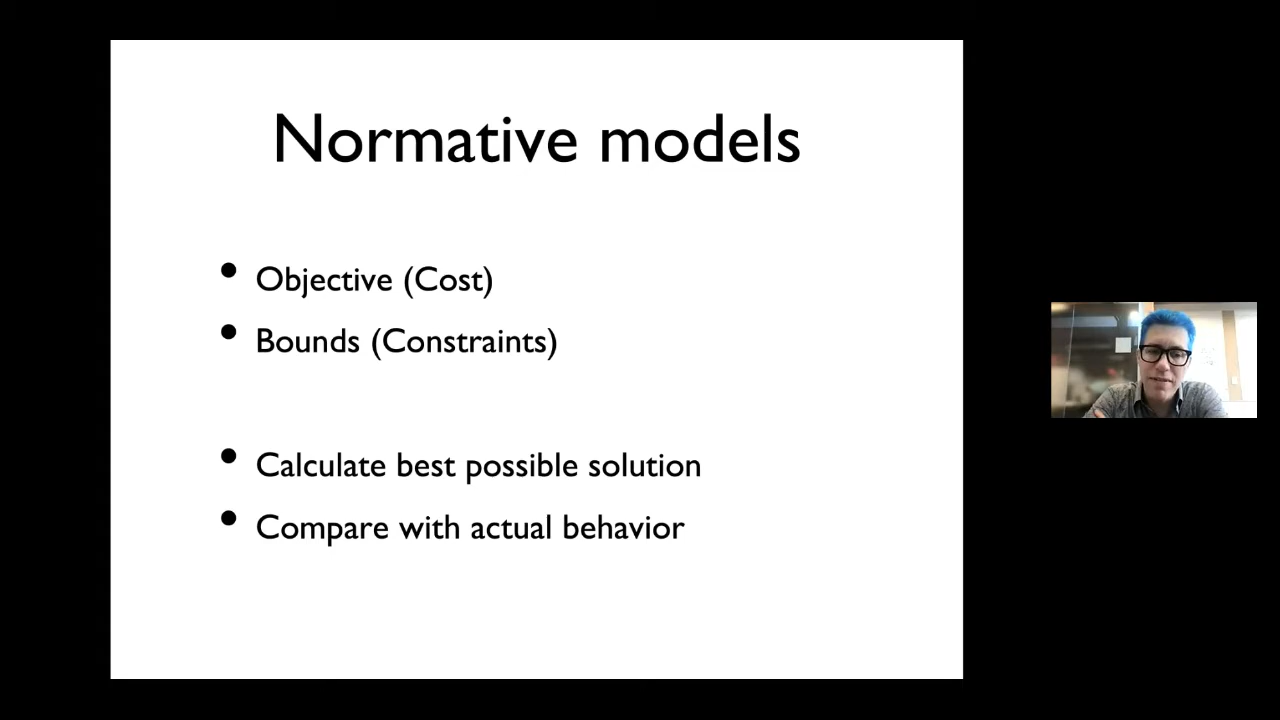 Normative models
• Objective (Cost)
• Bounds (Constraints)
• Calculate best possible solution
• Compare with actual behavior